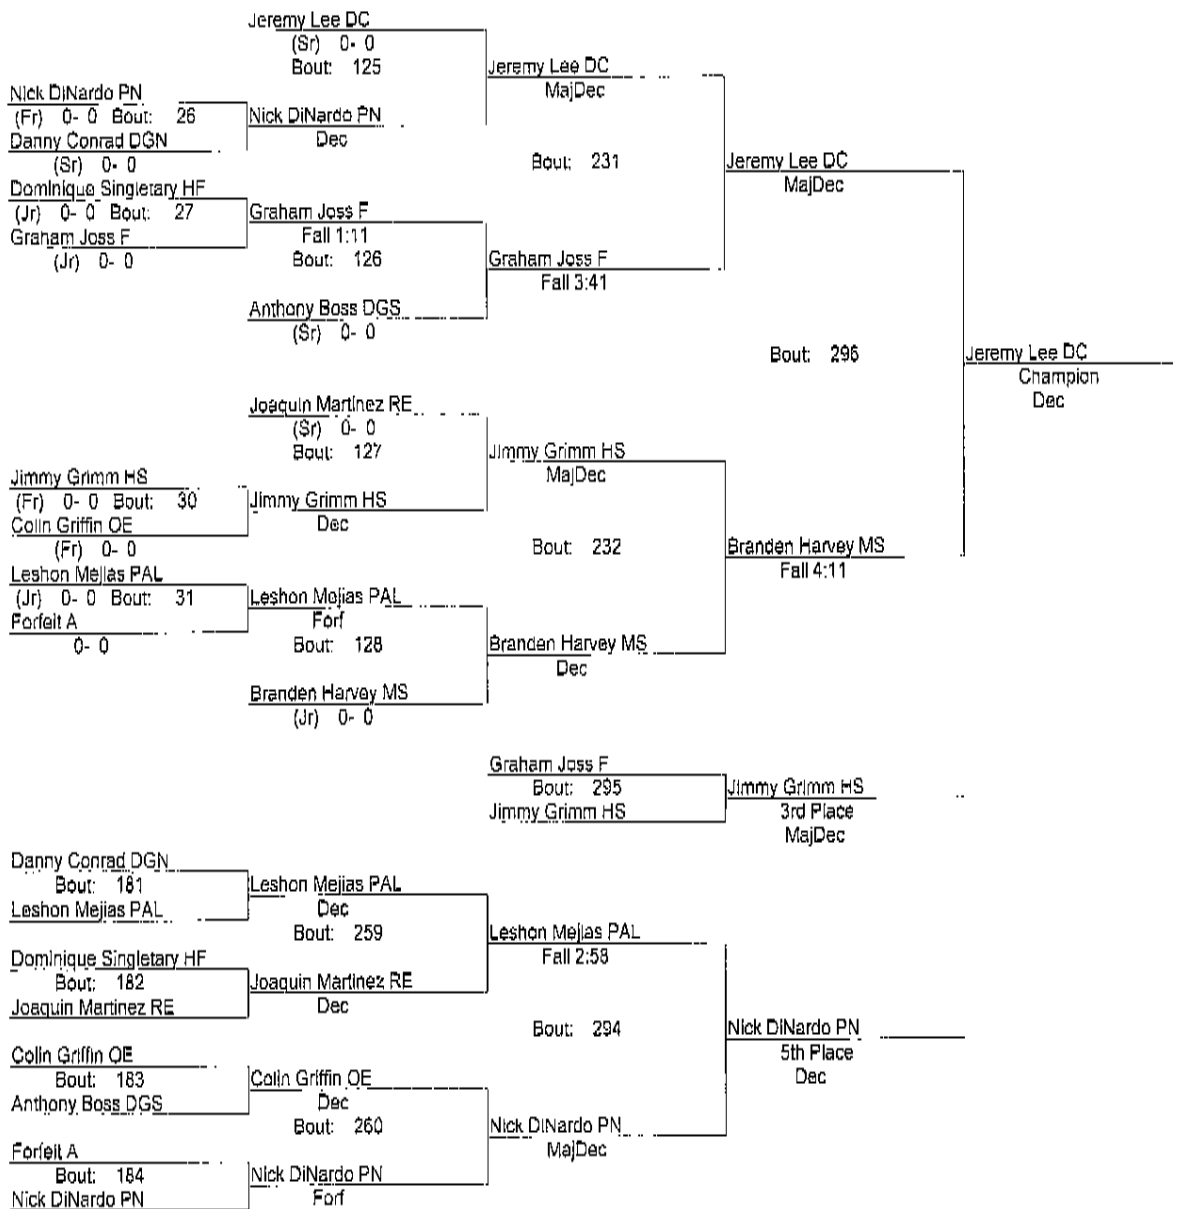 Jeremy Lee DC
(Sr) 0- 0
Bout: 125
Jeremy Lee DC
MajDec
Nick DiNardo PN
(Fr) 0- 0 Bout: 26
Nick DiNardo PN
Dec
Danny Conrad DGN
(Sr) 0- 0
Bout: 231
Jeremy Lee DC
MajDec
Dominique Singletary HF
(Jr) 0- 0 Bout: 27
Graham Joss F
Fall 1:11
Graham Joss F
(Jr) 0- 0
Bout: 126
Graham Joss F
Fall 3:41
Anthony Boss DGS
(Sr) 0- 0
Bout: 296
Jeremy Lee DC
Champion
Dec
Joaquin Martinez RE
(Sr) 0- 0
Bout: 127
Jimmy Grimm HS
MajDec
Jimmy Grimm HS
(Fr) 0- 0 Bout: 30
Jimmy Grimm HS
Dec
Colin Griffin OE
(Fr) 0- 0
Bout: 232
Branden Harvey MS
Fall 4:11
Leshon Mejias PAL
(Jr) 0- 0 Bout: 31
Leshon Mejias PAL
Forf
Forfeit A
0- 0
Bout: 128
Branden Harvey MS
Dec
Branden Harvey MS
(Jr) 0- 0
Graham Joss F
Bout: 295
Jimmy Grimm HS
Jimmy Grimm HS
3rd Place
MajDec
Danny Conrad DGN
Bout: 181
Leshon Mejias PAL
Leshon Mejias PAL
Dec
Bout: 259
Leshon Mejias PAL
Fall 2:58
Dominique Singletary HF
Bout: 182
Joaquin Martinez RE
Joaquin Martinez RE
Dec
Bout: 294
Nick DiNardo PN
5th Place
Dec
Colin Griffin OE
Bout: 183
Anthony Boss DGS
Colin Griffin OE
Dec
Bout: 260
Nick DiNardo PN
MajDec
Forfeit A
Bout: 184
Nick DiNardo PN
Nick DiNardo PN
Forf